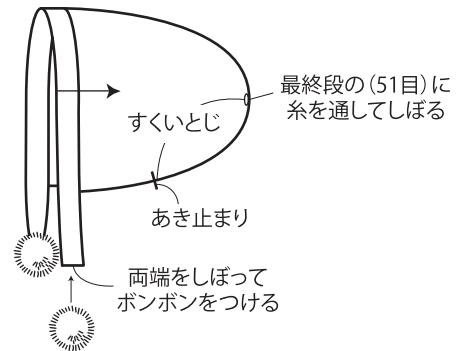 最終段の(51目)に
糸を通してしぼる
すくいとじ
あき止まり
両端をしぼって
ボンボンをつける